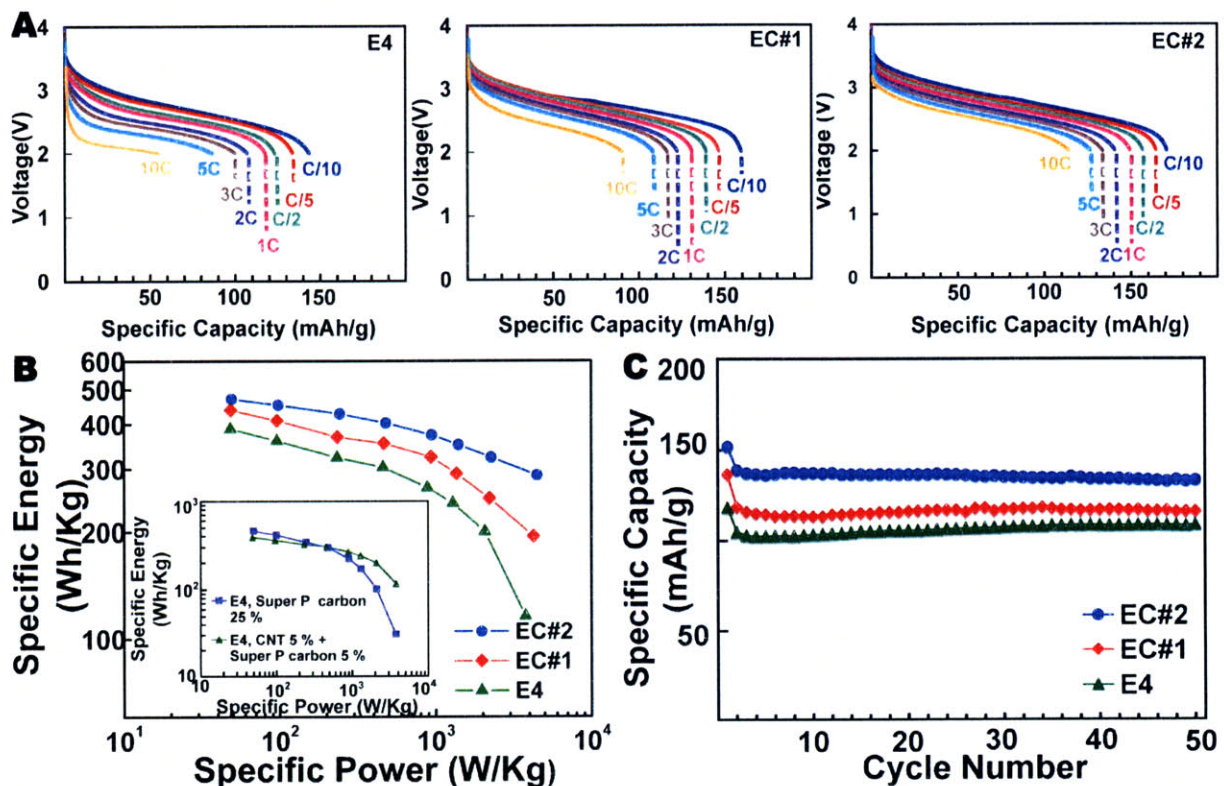 A
E4
4
3
2
1
0
Voltage(V)
10C
5C
3C
2C
1C
C/2
C/5
C/10
50 100 150
Specific Capacity (mAh/g)
EC#1
4
3
2
1
0
Voltage(V)
10C
5C
3C
2C
1C
C/2
C/5
C/10
50 100 150
Specific Capacity (mAh/g)
EC#2
4
3
2
1
0
Voltage (V)
10C
5C
3C
2C
1C
C/2
C/5
C/10
50 100 150
Specific Capacity (mAh/g)
B
600
500
400
300
200
100
Specific Energy
(Wh/Kg)
10³
10²
10
Specific Energy
(Wh/Kg)
E4, Super P carbon
25 %
E4, CNT 5 % +
Super P carbon 5 %
10 10² 10³ 10⁴
Specific Power (W/Kg)
EC#2
EC#1
E4
10¹ 10² 10³ 10⁴
Specific Power (W/Kg)
C
200
150
100
50
Specific Capacity
(mAh/g)
EC#2
EC#1
E4
10 20 30 40 50
Cycle Number